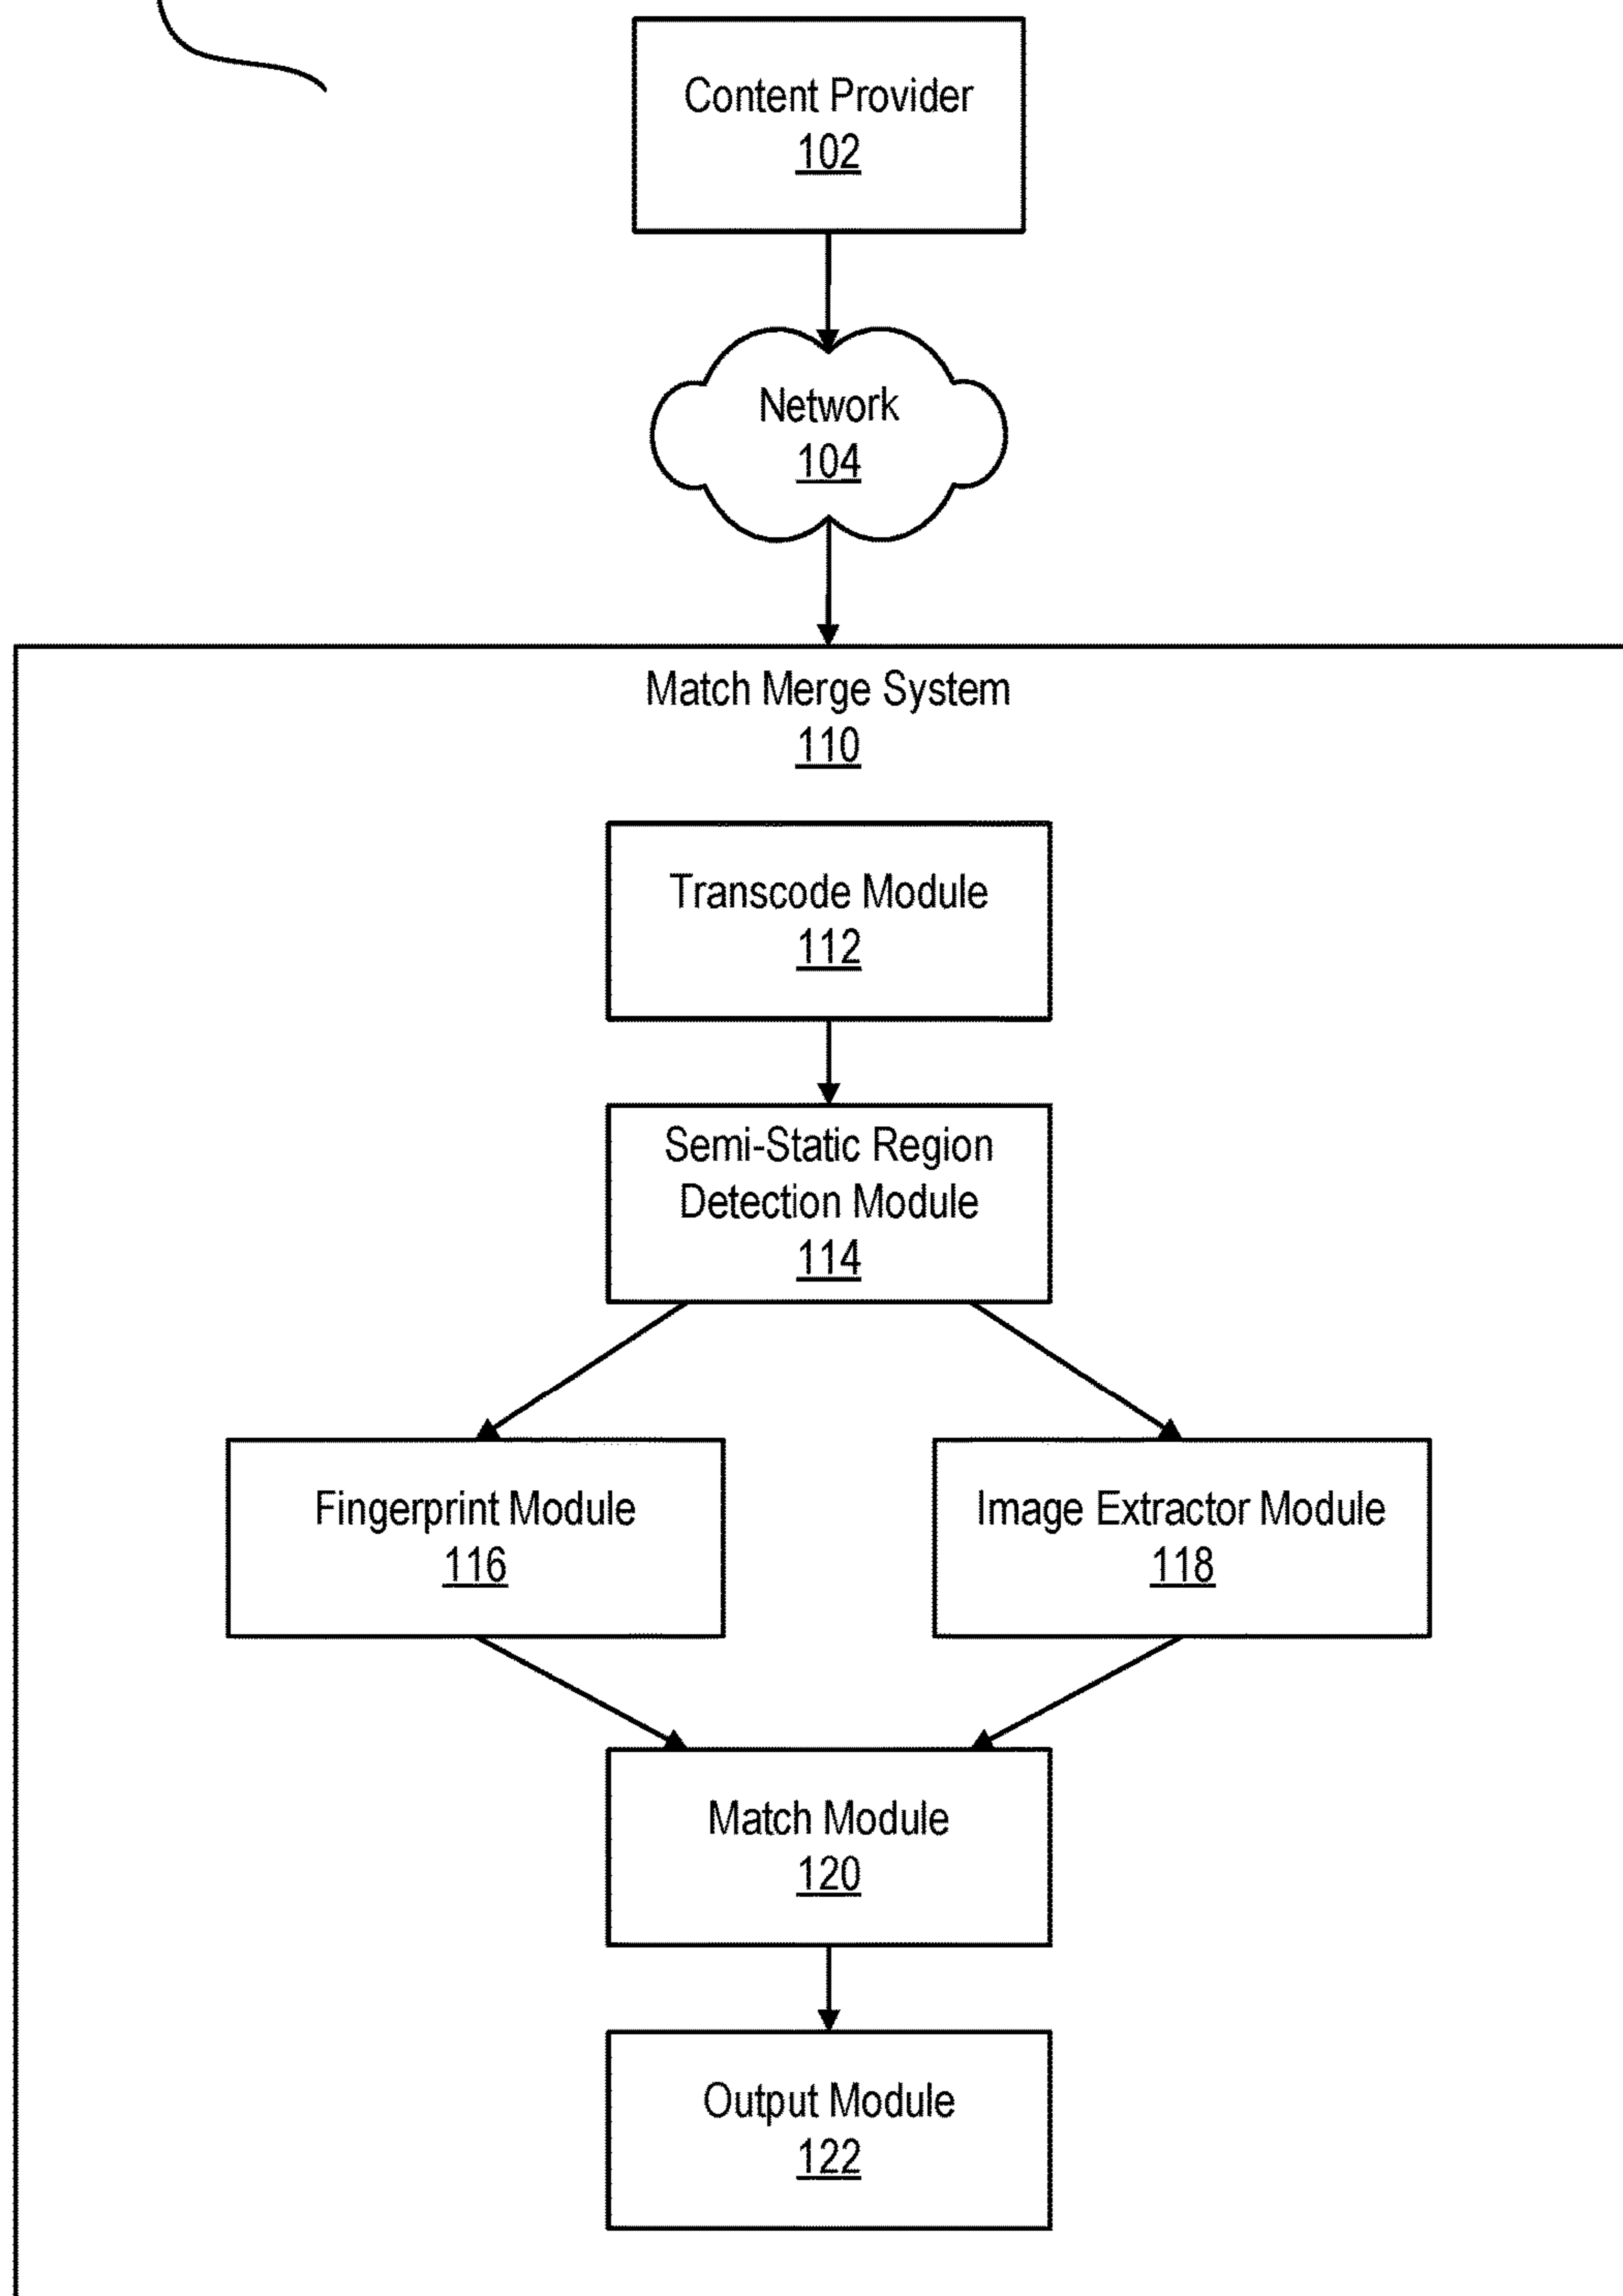 Content Provider
102
Network
104
Match Merge System
110
Transcode Module
112
Semi-Static Region
Detection Module
114
Fingerprint Module
116
Image Extractor Module
118
Match Module
120
Output Module
122